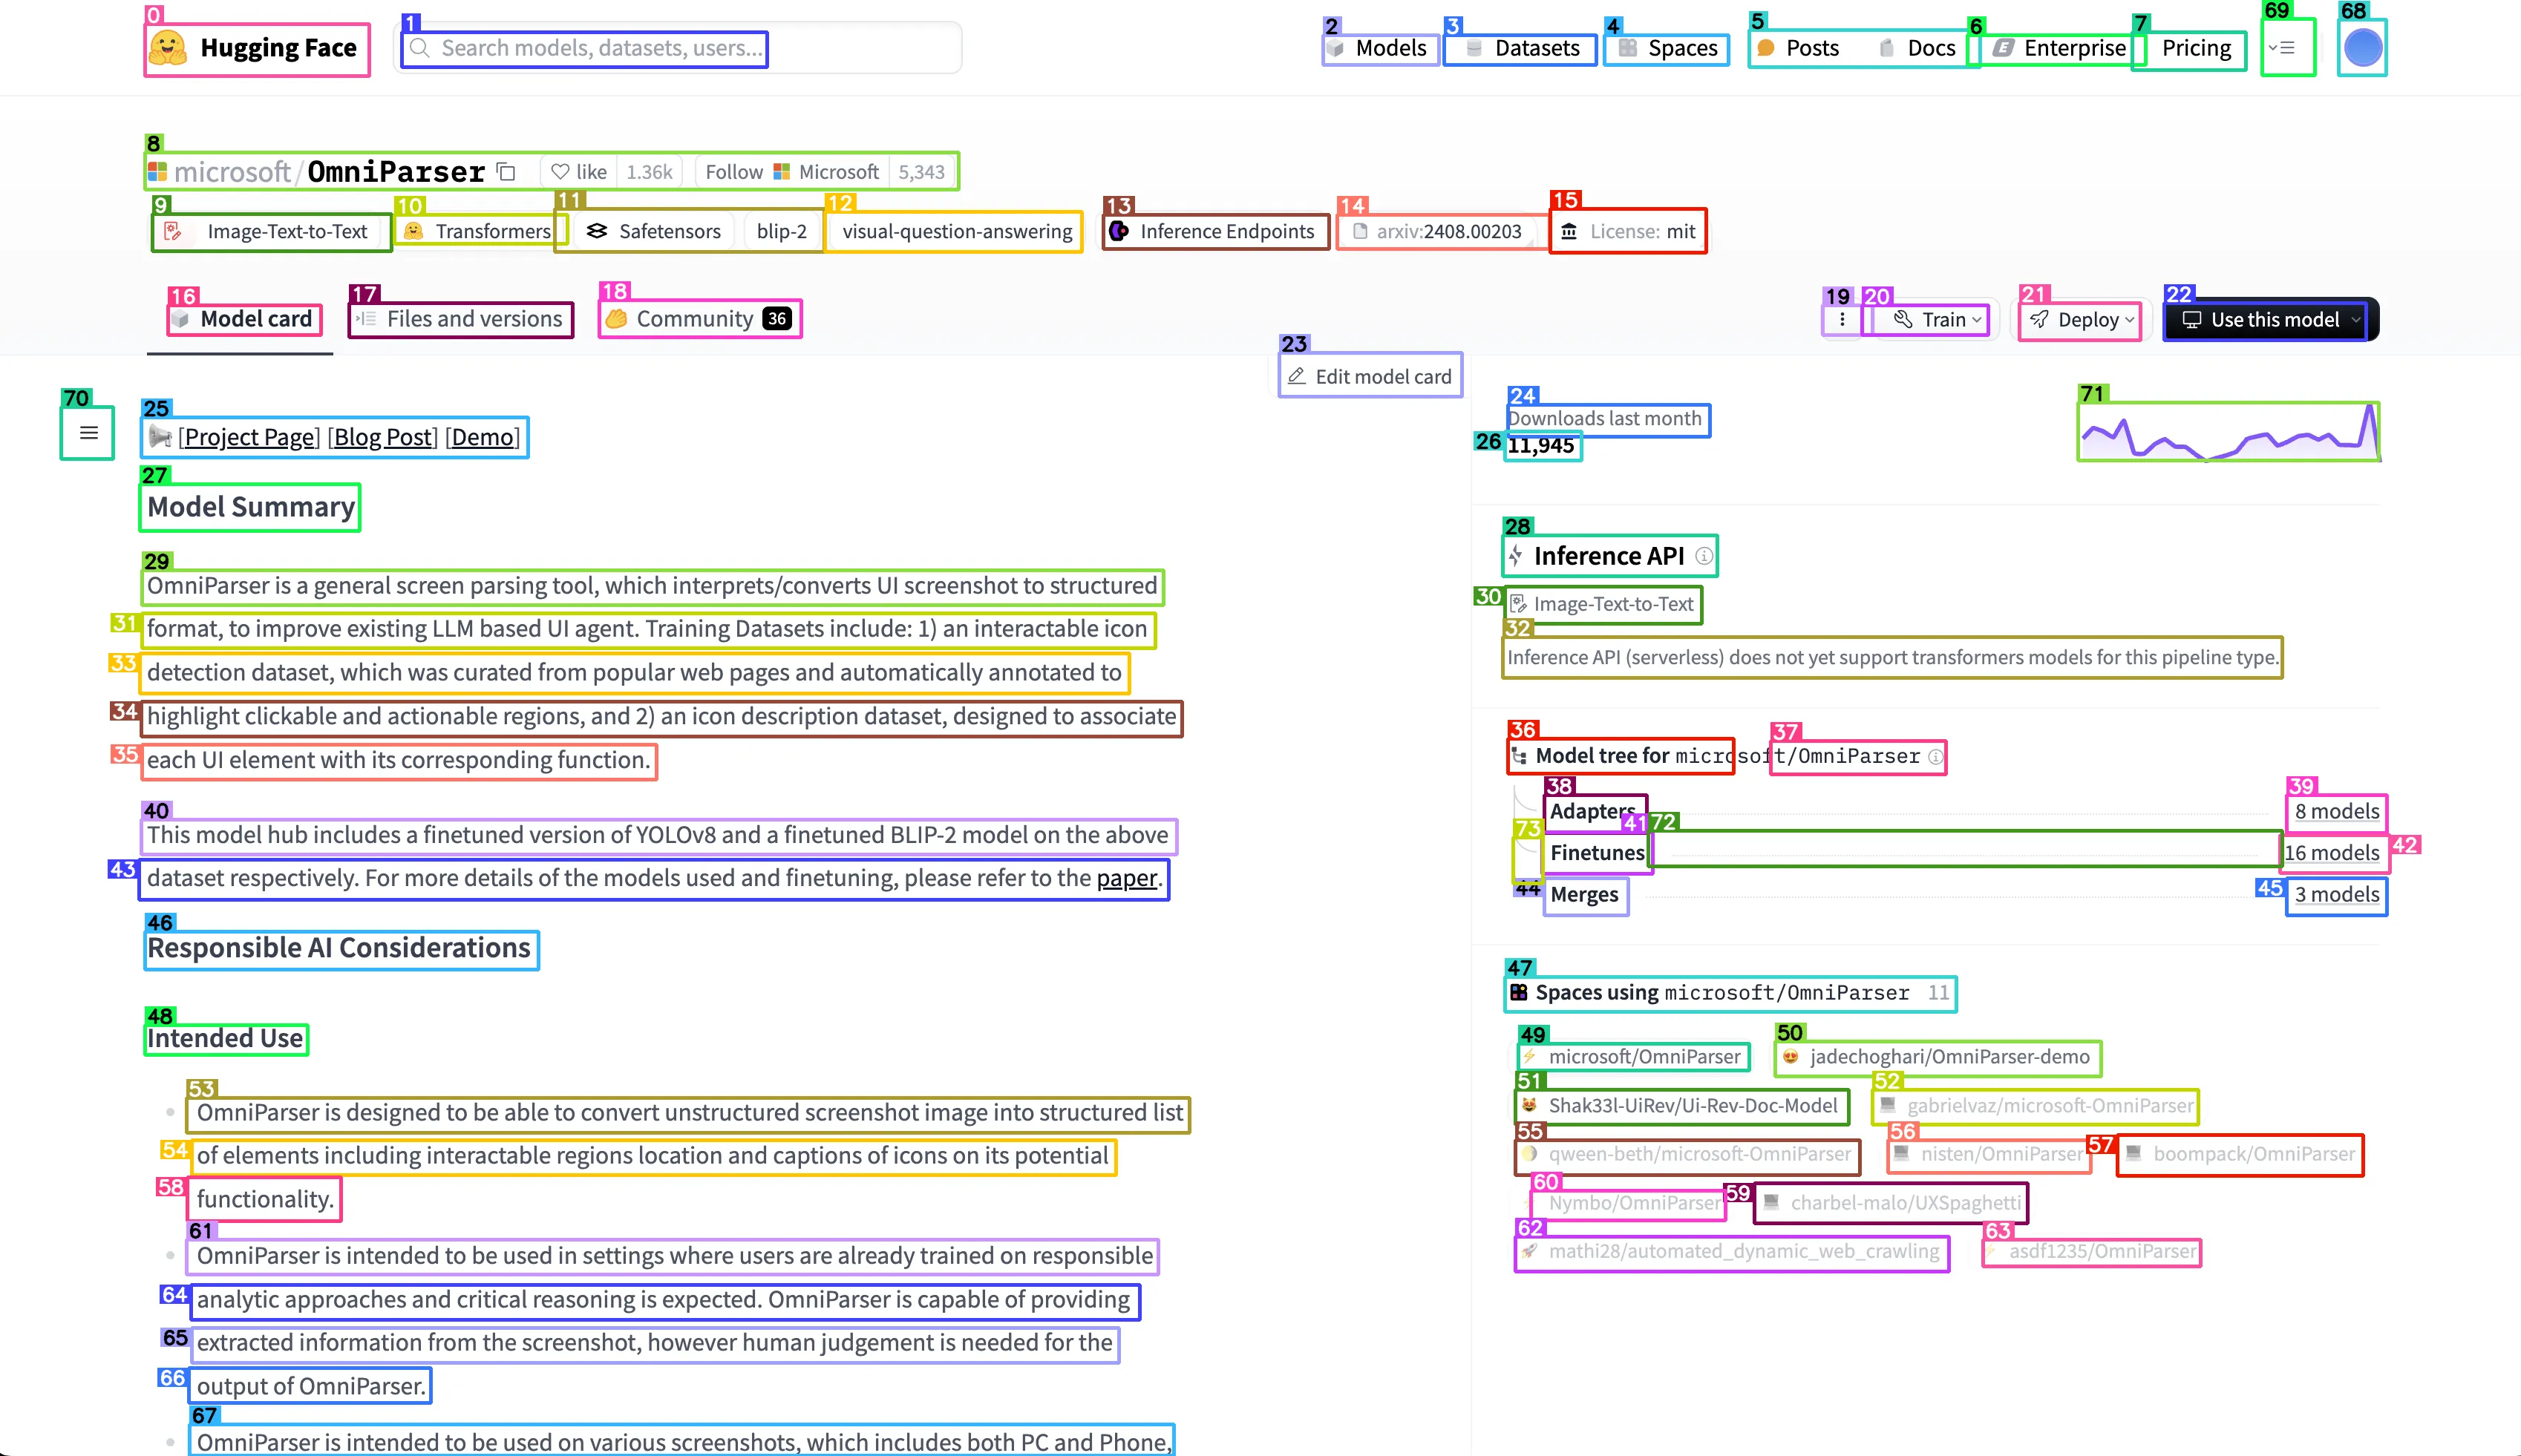 0 1 2 3 4 5 6 7 69 68
Hugging Face Search models, datasets, users... Models Datasets Spaces Posts Docs Enterprise Pricing
8
microsoft/OmniParser like 1.36k Follow Microsoft 5,343
9 10 11 12 13 14 15
Image-Text-to-Text Transformers Safetensors blip-2 visual-question-answering Inference Endpoints arxiv:2408.00203 License: mit
16 17 18 19 20 21 22
Model card Files and versions Community 36 Train Deploy Use this model
23
Edit model card
70 25
[Project Page] [Blog Post] [Demo]
27
Model Summary
29
OmniParser is a general screen parsing tool, which interprets/converts UI screenshot to structured
31 format, to improve existing LLM based UI agent. Training Datasets include: 1) an interactable icon
33 detection dataset, which was curated from popular web pages and automatically annotated to
34 highlight clickable and actionable regions, and 2) an icon description dataset, designed to associate
35 each UI element with its corresponding function.
40
This model hub includes a finetuned version of YOLOv8 and a finetuned BLIP-2 model on the above
43 dataset respectively. For more details of the models used and finetuning, please refer to the paper.
46
Responsible AI Considerations
48
Intended Use
53
OmniParser is designed to be able to convert unstructured screenshot image into structured list
54 of elements including interactable regions location and captions of icons on its potential
58 functionality.
61
OmniParser is intended to be used in settings where users are already trained on responsible
64 analytic approaches and critical reasoning is expected. OmniParser is capable of providing
65 extracted information from the screenshot, however human judgement is needed for the
66 output of OmniParser.
67
OmniParser is intended to be used on various screenshots, which includes both PC and Phone,
24 71
Downloads last month
26 11,945
28
Inference API
30 Image-Text-to-Text
32
Inference API (serverless) does not yet support transformers models for this pipeline type.
36 37
Model tree for microsoft/OmniParser
38 39
Adapters 8 models
73 41 72
Finetunes 16 models 42
44 Merges 45 3 models
47
Spaces using microsoft/OmniParser 11
49 50
microsoft/OmniParser jadechoghari/OmniParser-demo
51 52
Shak33l-UiRev/Ui-Rev-Doc-Model gabrielvaz/microsoft-OmniParser
55 56 57
qween-beth/microsoft-OmniParser nisten/OmniParser boompack/OmniParser
60 59
Nymbo/OmniParser charbel-malo/UXSpaghetti
62 63
mathi28/automated_dynamic_web_crawling asdf1235/OmniParser